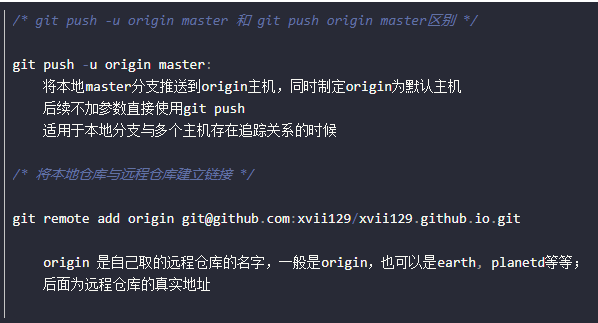 /* git push -u origin master 和 git push origin master区别 */
git push -u origin master:
将本地master分支推送到origin主机，同时制定origin为默认主机
后续不加参数直接使用git push
适用于本地分支与多个主机存在追踪关系的时候
/* 将本地仓库与远程仓库建立链接 */
git remote add origin git@github.com:xvii129/xvii129.github.io.git
origin 是自己取的远程仓库的名字，一般是origin，也可以是earth, planetd等等；
后面为远程仓库的真实地址